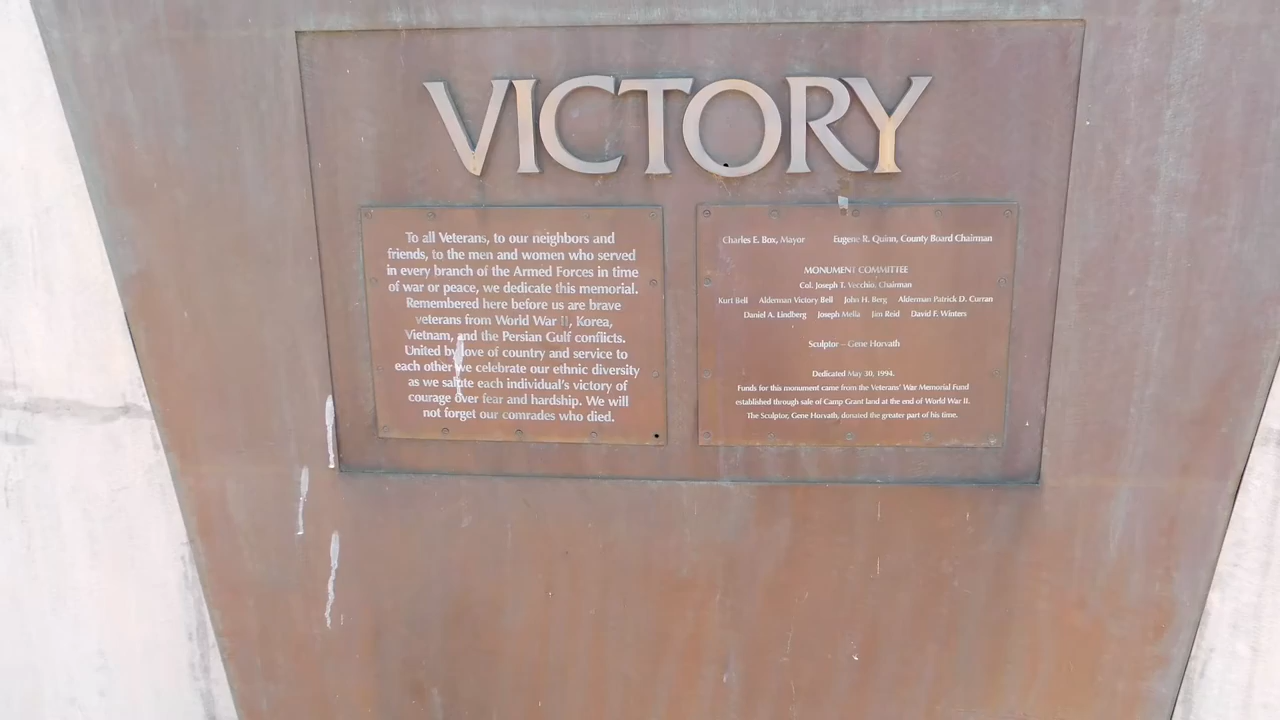 VICTORY
To all Veterans, to our neighbors and
friends, to the men and women who served
in every branch of the Armed Forces in time
of war or peace, we dedicate this memorial.
Remembered here before us are brave
veterans from World War II, Korea,
Vietnam, and the Persian Gulf conflicts.
United by love of country and service to
each other we celebrate our ethnic diversity
as we salute each individual's victory of
courage over fear and hardship. We will
not forget our comrades who died.
Charles E. Box, Mayor Eugene R. Quinn, County Board Chairman
MONUMENT COMMITTEE
Col. Joseph T. Vecchio, Chairman
Kurt Bell Alderman Victory Bell John H. Berg Alderman Patrick D. Curran
Daniel A. Lindberg Joseph Mella Jim Reid David F. Winters
Sculptor – Gene Horvath
Dedicated May 30, 1994.
Funds for this monument came from the Veterans' War Memorial Fund
established through sale of Camp Grant land at the end of World War II.
The Sculptor, Gene Horvath, donated the greater part of his time.